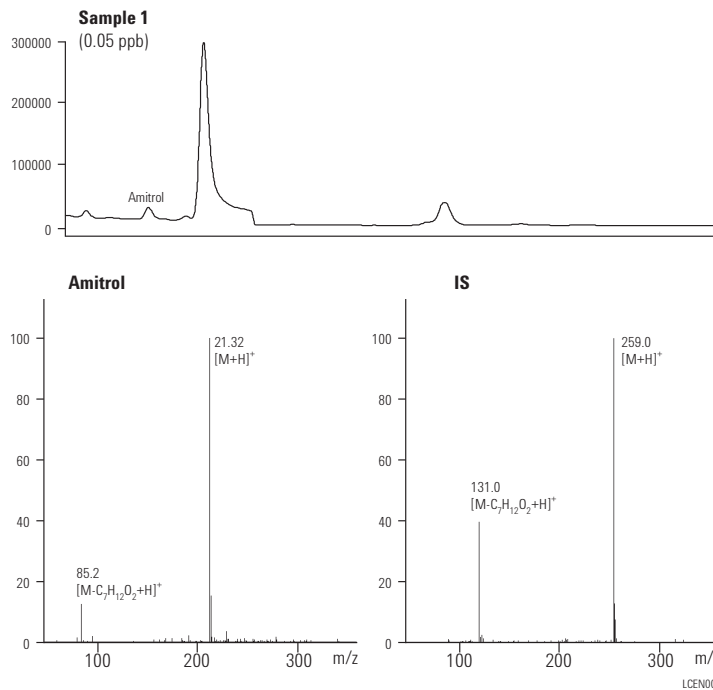 Sample 1
(0.05 ppb)
300000
200000
100000
0
Amitrol
Amitrol
100
80
60
40
20
0
21.32
[M+H]⁺
85.2
[M-C₇H₁₂O₂+H]⁺
100 200 300 m/z
IS
100
80
60
40
20
0
259.0
[M+H]⁺
131.0
[M-C₇H₁₂O₂+H]⁺
100 200 300